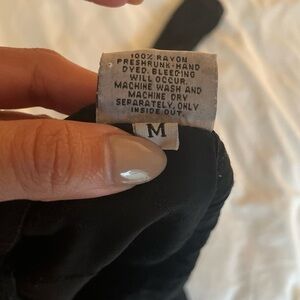 100% RAYON
PRESHRUNK-HAND
DYED. BLEEDING
WILL OCCUR.
MACHINE WASH AND
MACHINE DRY
SEPARATELY. ONLY
INSIDE OUT
M